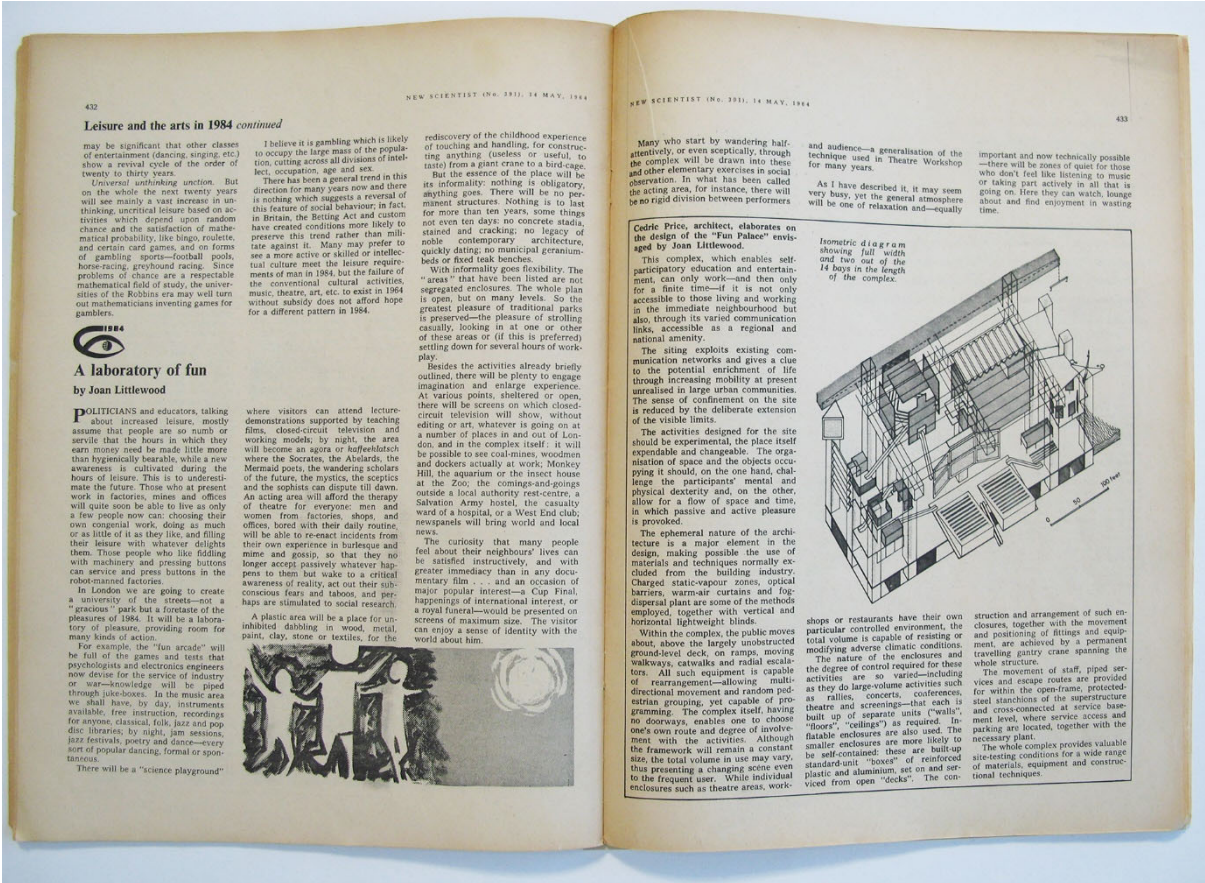 432
NEW SCIENTIST (No. 391), 14 MAY, 1964
Leisure and the arts in 1984 continued
may be significant that other classes
of entertainment (dancing, singing, etc.)
show a revival cycle of the order of
twenty to thirty years.
Universal unthinking unction. But
on the whole the next twenty years
will see mainly a vast increase in un-
thinking, uncritical leisure based on ac-
tivities which depend upon random
chance and the satisfaction of mathe-
matical probability, like bingo, roulette,
and certain card games, and on forms
of gambling sports—football pools,
horse-racing, greyhound racing. Since
problems of chance are a respectable
mathematical field of study, the univer-
sities of the Robbins era may well turn
out mathematicians inventing games for
gamblers.
1984
A laboratory of fun
by Joan Littlewood
POLITICIANS and educators, talking
about increased leisure, mostly
assume that people are so numb or
servile that the hours in which they
earn money need be made little more
than hygienically bearable, while a new
awareness is cultivated during the
hours of leisure. This is to underesti-
mate the future. Those who at present
work in factories, mines and offices
will quite soon be able to live as only
a few people now can: choosing their
own congenial work, doing as much
or as little of it as they like, and filling
their leisure with whatever delights
them. Those people who like fiddling
with machinery and pressing buttons
can service and press buttons in the
robot-manned factories.
In London we are going to create
a university of the streets—not a
"gracious" park but a foretaste of the
pleasures of 1984. It will be a labora-
tory of pleasure, providing room for
many kinds of action.
For example, the "fun arcade" will
be full of the games and tests that
psychologists and electronics engineers
now devise for the service of industry
or war—knowledge will be piped
through juke-boxes. In the music area
we shall have, by day, instruments
available, free instruction, recordings
for anyone, classical, folk, jazz and pop
disc libraries; by night, jam sessions,
jazz festivals, poetry and dance—every
sort of popular dancing, formal or spon-
taneous.
There will be a "science playground"
I believe it is gambling which is likely
to occupy the large mass of the popula-
tion, cutting across all divisions of intel-
lect, occupation, age and sex.
There has been a general trend in this
direction for many years now and there
is nothing which suggests a reversal of
this feature of social behaviour; in fact,
in Britain, the Betting Act and custom
have created conditions more likely to
preserve this trend rather than mili-
tate against it. Many may prefer to
see a more active or skilled or intellec-
tual culture meet the leisure require-
ments of man in 1984, but the failure of
the conventional cultural activities,
music, theatre, art, etc. to exist in 1964
without subsidy does not afford hope
for a different pattern in 1984.
where visitors can attend lecture-
demonstrations supported by teaching
films, closed-circuit television and
working models; by night, the area
will become an agora or kaffeeklatsch
where the Socrates, the Abelards, the
Mermaid poets, the wandering scholars
of the future, the mystics, the sceptics
and the sophists can dispute till dawn.
An acting area will afford the therapy
of theatre for everyone: men and
women from factories, shops, and
offices, bored with their daily routine,
will be able to re-enact incidents from
their own experience in burlesque and
mime and gossip, so that they no
longer accept passively whatever hap-
pens to them but wake to a critical
awareness of reality, act out their sub-
conscious fears and taboos, and per-
haps are stimulated to social research.
A plastic area will be a place for un-
inhibited dabbling in wood, metal,
paint, clay, stone or textiles, for the
rediscovery of the childhood experience
of touching and handling, for construc-
ting anything (useless or useful, to
taste) from a giant crane to a bird-cage.
But the essence of the place will be
its informality: nothing is obligatory,
anything goes. There will be no per-
manent structures. Nothing is to last
for more than ten years, some things
not even ten days: no concrete stadia,
stained and cracking; no legacy of
noble contemporary architecture,
quickly dating; no municipal geranium-
beds or fixed teak benches.
With informality goes flexibility. The
"areas" that have been listed are not
segregated enclosures. The whole plan
is open, but on many levels. So the
greatest pleasure of traditional parks
is preserved—the pleasure of strolling
casually, looking in at one or other
of these areas or (if this is preferred)
settling down for several hours of work-
play.
Besides the activities already briefly
outlined, there will be plenty to engage
imagination and enlarge experience.
At various points, sheltered or open,
there will be screens on which closed-
circuit television will show, without
editing or art, whatever is going on at
a number of places in and out of Lon-
don, and in the complex itself: it will
be possible to see coal-mines, woodmen
and dockers actually at work; Monkey
Hill, the aquarium or the insect house
at the Zoo; the comings-and-goings
outside a local authority rest-centre, a
Salvation Army hostel, the casualty
ward of a hospital, or a West End club;
newspanels will bring world and local
news.
The curiosity that many people
feel about their neighbours' lives can
be satisfied instructively, and with
greater immediacy than in any docu-
mentary film . . . and an occasion of
major popular interest—a Cup Final,
happenings of international interest, or
a royal funeral—would be presented on
screens of maximum size. The visitor
can enjoy a sense of identity with the
world about him.
NEW SCIENTIST (No. 391), 14 MAY, 1964
433
Many who start by wandering half-
attentively, or even sceptically, through
the complex will be drawn into these
and other elementary exercises in social
observation. In what has been called
the acting area, for instance, there will
be no rigid division between performers
and audience—a generalisation of the
technique used in Theatre Workshop
for many years.
As I have described it, it may seem
very busy, yet the general atmosphere
will be one of relaxation and—equally
important and now technically possible
—there will be zones of quiet for those
who don't feel like listening to music
or taking part actively in all that is
going on. Here they can watch, lounge
about and find enjoyment in wasting
time.
Cedric Price, architect, elaborates on
the design of the "Fun Palace" envis-
aged by Joan Littlewood.
This complex, which enables self-
participatory education and entertain-
ment, can only work—and then only
for a finite time—if it is not only
accessible to those living and working
in the immediate neighbourhood but
also, through its varied communication
links, accessible as a regional and
national amenity.
The siting exploits existing com-
munication networks and gives a clue
to the potential enrichment of life
through increasing mobility at present
unrealised in large urban communities.
The sense of confinement on the site
is reduced by the deliberate extension
of the visible limits.
The activities designed for the site
should be experimental, the place itself
expendable and changeable. The orga-
nisation of space and the objects occu-
pying it should, on the one hand, chal-
lenge the participants' mental and
physical dexterity and, on the other,
allow for a flow of space and time,
in which passive and active pleasure
is provoked.
The ephemeral nature of the archi-
tecture is a major element in the
design, making possible the use of
materials and techniques normally ex-
cluded from the building industry.
Charged static-vapour zones, optical
barriers, warm-air curtains and fog-
dispersal plant are some of the methods
employed, together with vertical and
horizontal lightweight blinds.
Within the complex, the public moves
about, above the largely unobstructed
ground-level deck, on ramps, moving
walkways, catwalks and radial escala-
tors. All such equipment is capable
of rearrangement—allowing multi-
directional movement and random ped-
estrian grouping, yet capable of pro-
gramming. The complex itself, having
no doorways, enables one to choose
one's own route and degree of involve-
ment with the activities. Although
the framework will remain a constant
size, the total volume in use may vary,
thus presenting a changing scene even
to the frequent user. While individual
enclosures such as theatre areas, work-
Isometric diagram
showing full width
and two out of the
14 bays in the length
of the complex.
0 50 100 feet
shops or restaurants have their own
particular controlled environment, the
total volume is capable of resisting or
modifying adverse climatic conditions.
The nature of the enclosures and
the degree of control required for these
activities are so varied—including
as they do large-volume activities such
as rallies, concerts, conferences,
theatre and screenings—that each is
built up of separate units ("walls",
"floors", "ceilings") as required. In-
flatable enclosures are also used. The
smaller enclosures are more likely to
be self-contained: these are built-up
standard-unit "boxes" of reinforced
plastic and aluminium, set on and ser-
viced from open "decks". The con-
struction and arrangement of such en-
closures, together with the movement
and positioning of fittings and equip-
ment, are achieved by a permanent
travelling gantry crane spanning the
whole structure.
The movement of staff, piped ser-
vices and escape routes are provided
for within the open-frame, protected-
steel stanchions of the superstructure
and cross-connected at service base-
ment level, where service access and
parking are located, together with the
necessary plant.
The whole complex provides valuable
site-testing conditions for a wide range
of materials, equipment and construc-
tional techniques.